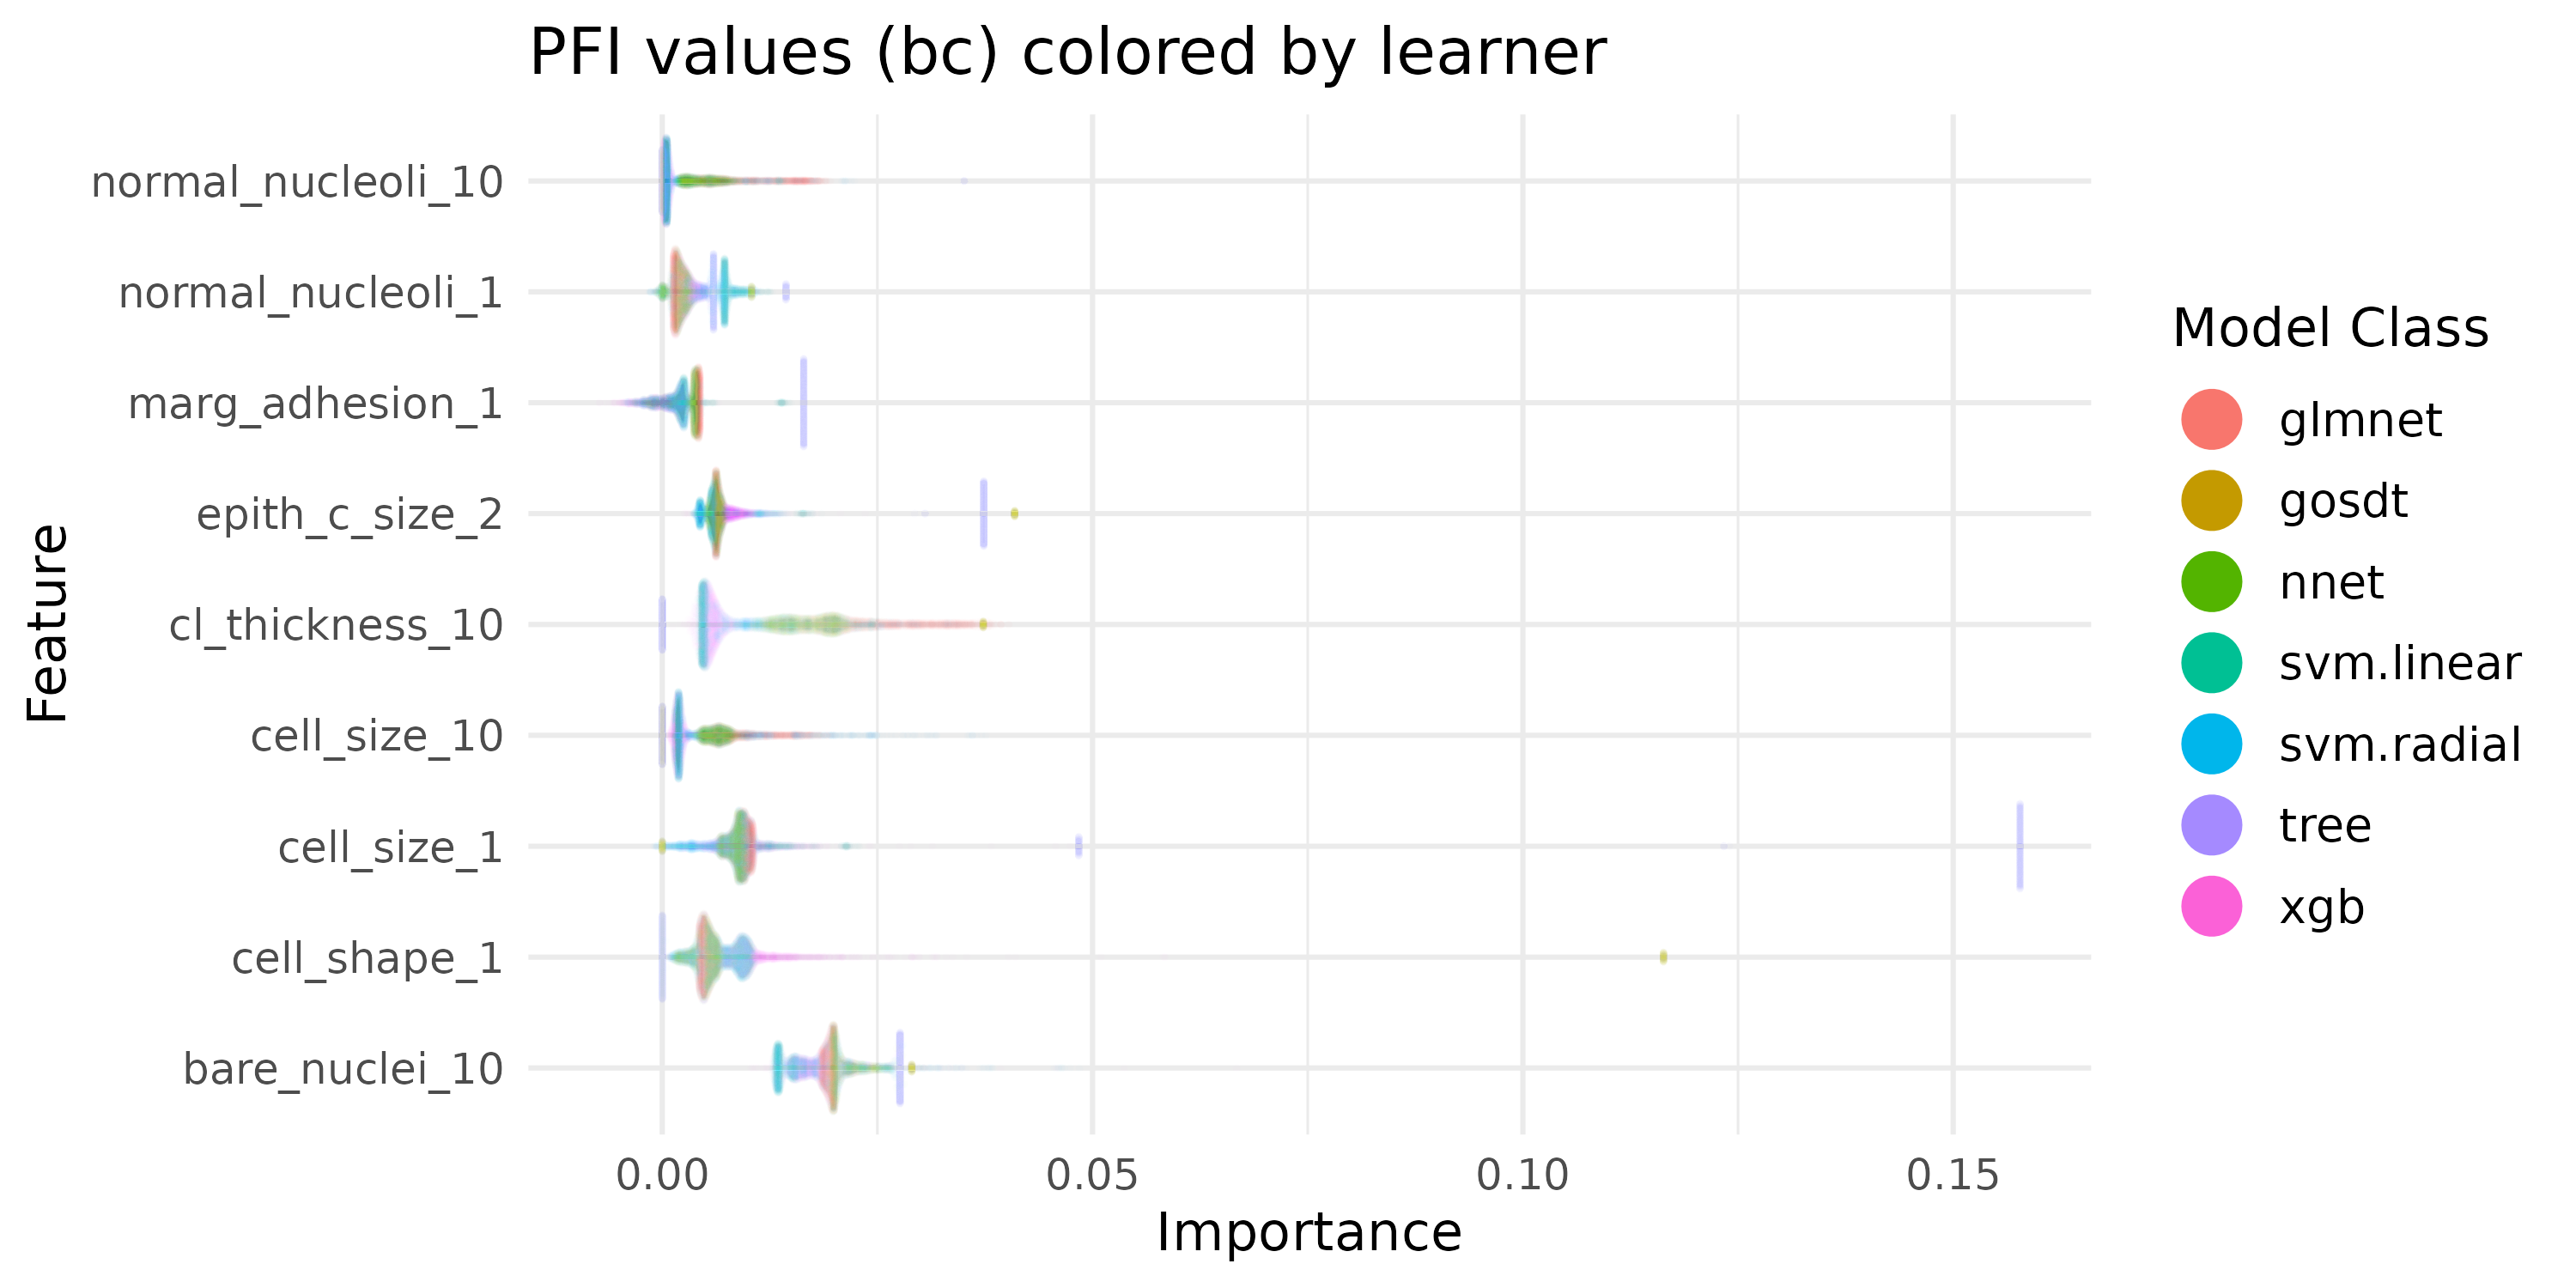 PFI values (bc) colored by learner
normal_nucleoli_10
normal_nucleoli_1
marg_adhesion_1
epith_c_size_2
cl_thickness_10
cell_size_10
cell_size_1
cell_shape_1
bare_nuclei_10
Feature
0.00 0.05 0.10 0.15
Importance
Model Class
glmnet
gosdt
nnet
svm.linear
svm.radial
tree
xgb